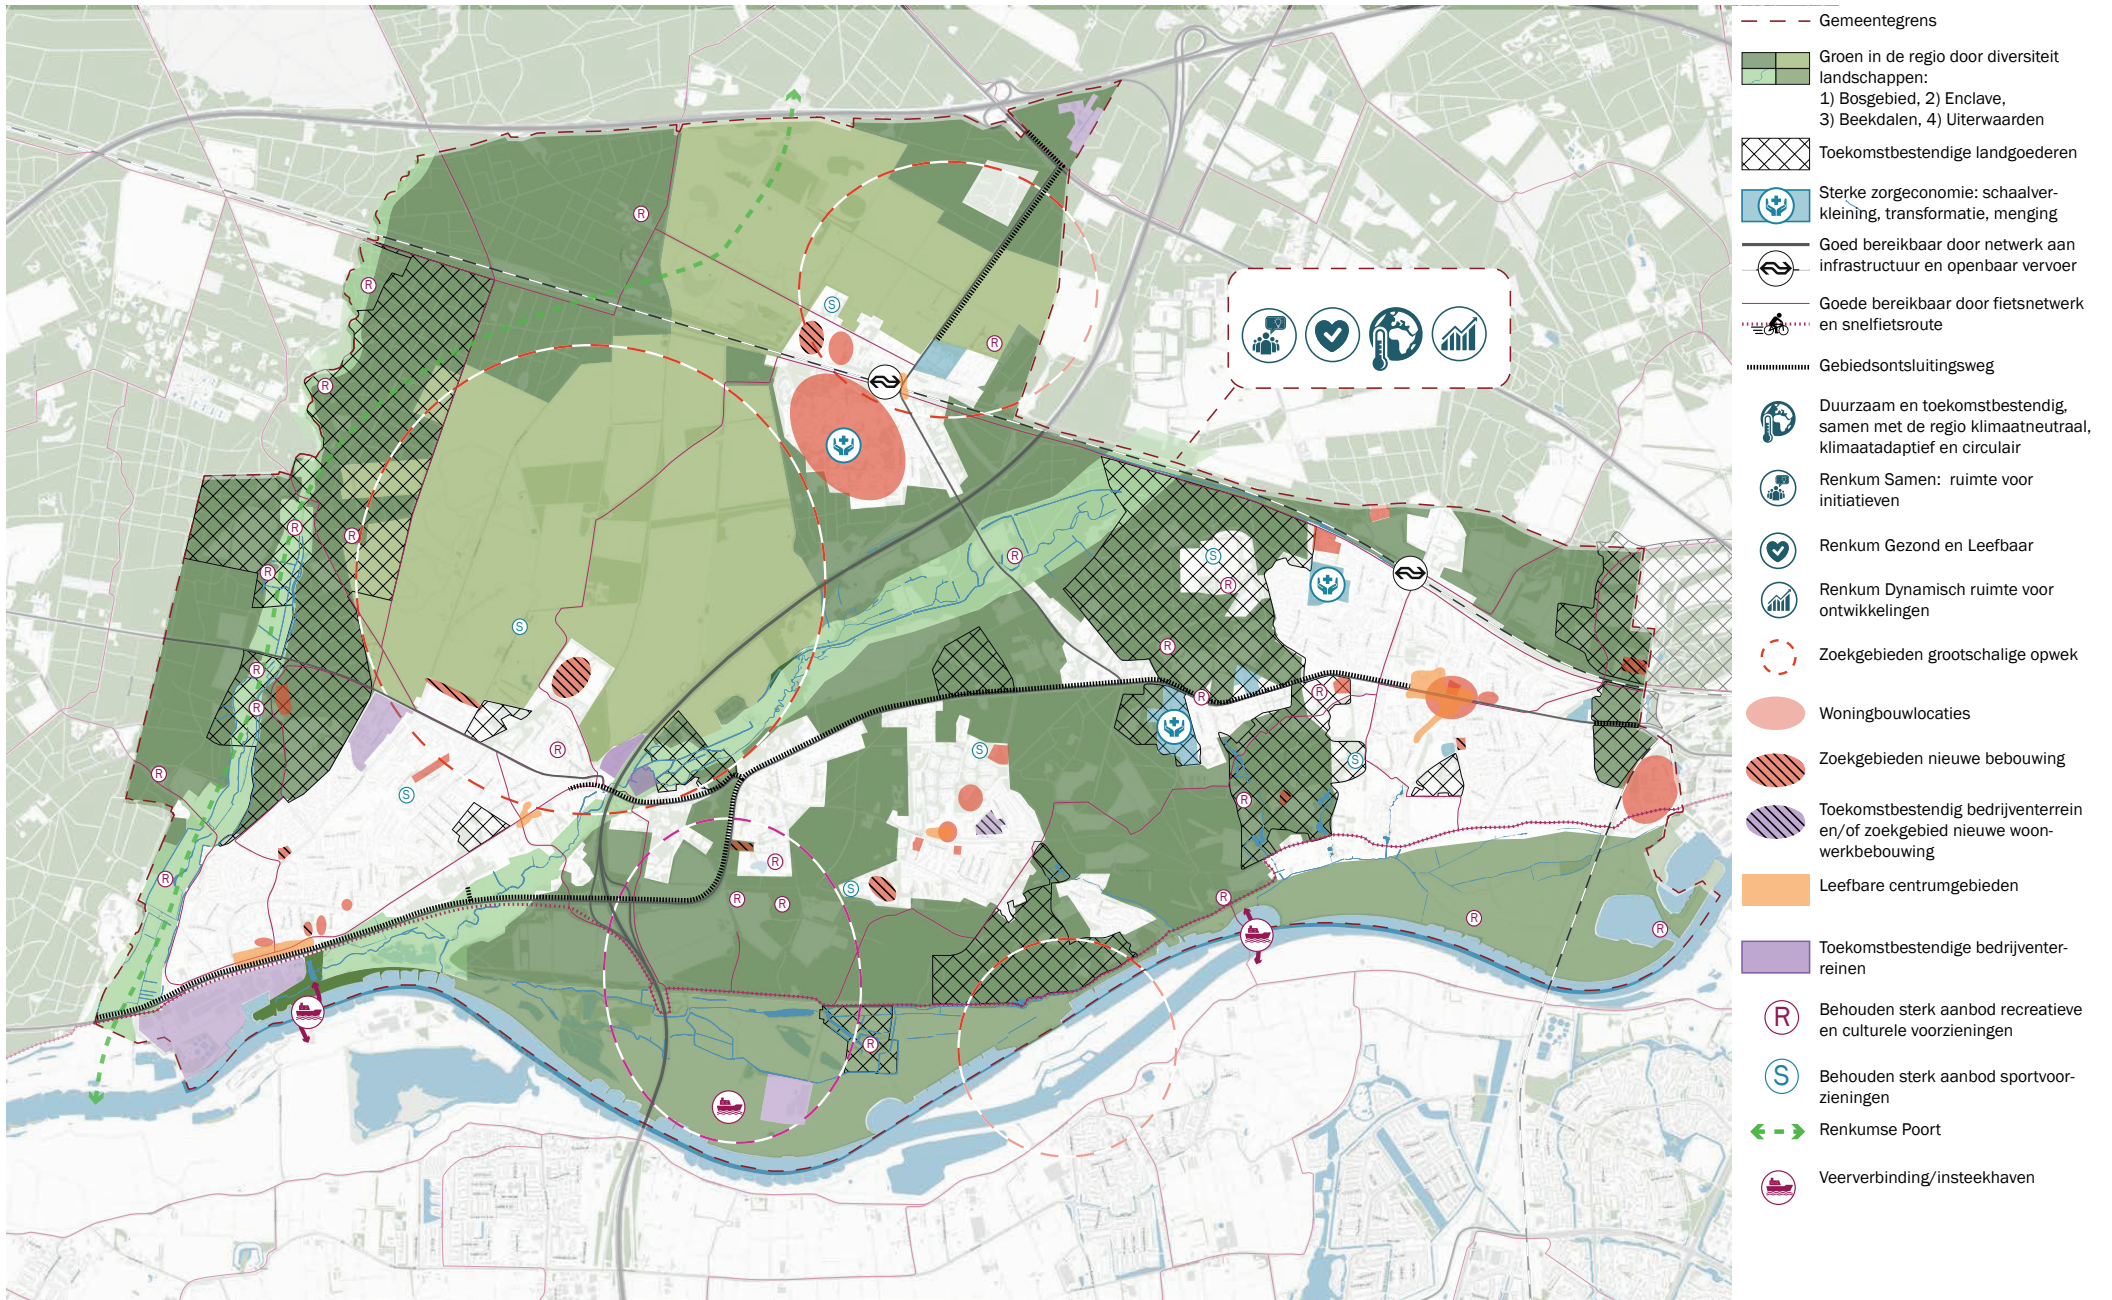 Gemeentegrens
Groen in de regio door diversiteit
landschappen:
1) Bosgebied, 2) Enclave,
3) Beekdalen, 4) Uiterwaarden
Toekomstbestendige landgoederen
Sterke zorgeconomie: schaalver-
kleining, transformatie, menging
Goed bereikbaar door netwerk aan
infrastructuur en openbaar vervoer
Goede bereikbaar door fietsnetwerk
en snelfietsroute
Gebiedsontsluitingsweg
Duurzaam en toekomstbestendig,
samen met de regio klimaatneutraal,
klimaatadaptief en circulair
Renkum Samen: ruimte voor
initiatieven
Renkum Gezond en Leefbaar
Renkum Dynamisch ruimte voor
ontwikkelingen
Zoekgebieden grootschalige opwek
Woningbouwlocaties
Zoekgebieden nieuwe bebouwing
Toekomstbestendig bedrijventerrein
en/of zoekgebied nieuwe woon-
werkbebouwing
Leefbare centrumgebieden
Toekomstbestendige bedrijventer-
reinen
R
Behouden sterk aanbod recreatieve
en culturele voorzieningen
S
Behouden sterk aanbod sportvoor-
zieningen
Renkumse Poort
Veerverbinding/insteekhaven